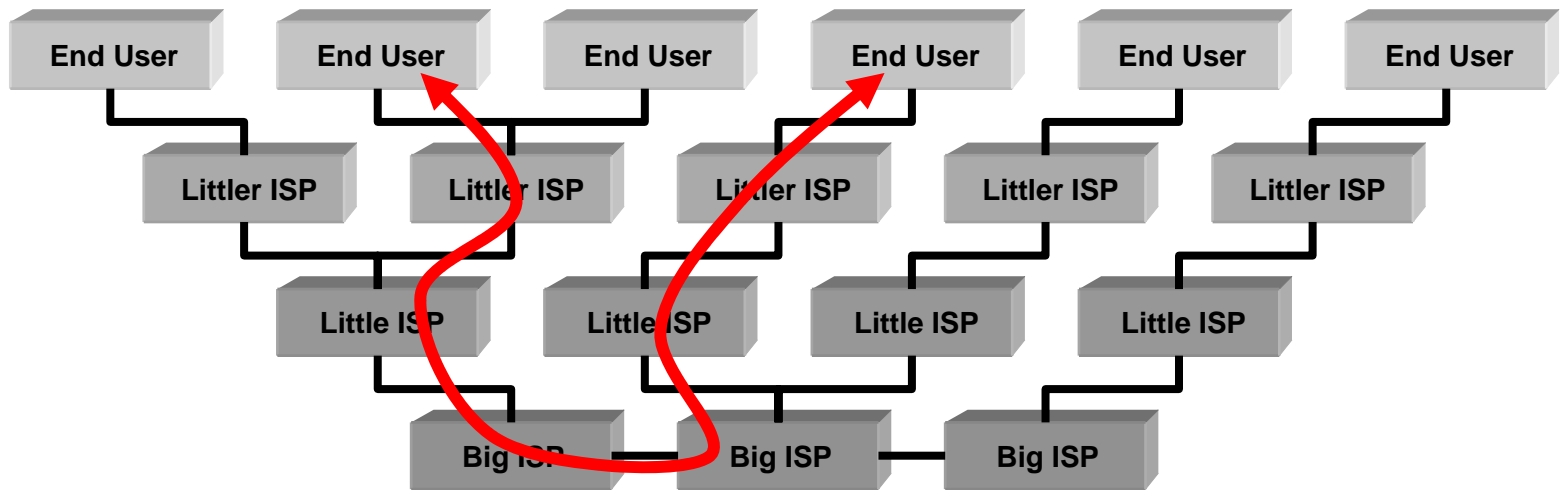 End User End User End User End User End User End User
Littler ISP Littler ISP Littler ISP Littler ISP Littler ISP
Little ISP Little ISP Little ISP Little ISP
Big ISP Big ISP Big ISP